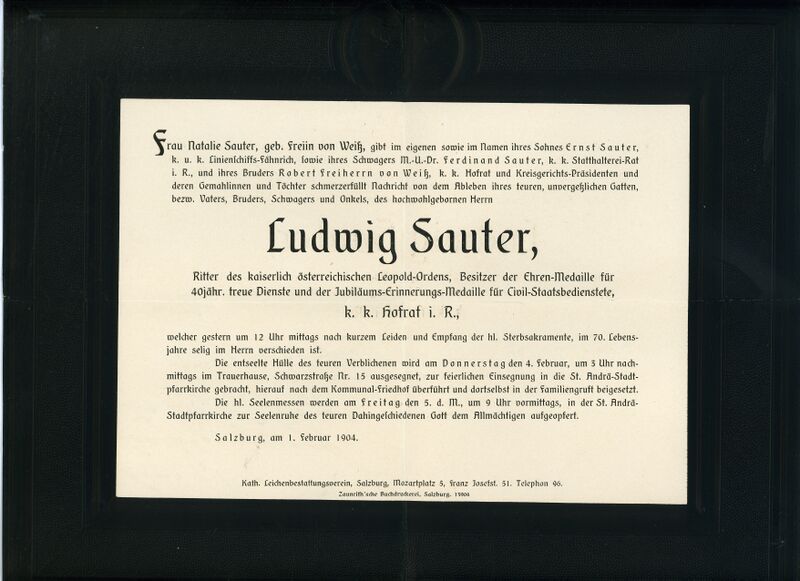 Frau Natalie Sauter, geb. Freiin von Weiß, gibt im eigenen sowie im Namen ihres Sohnes Ernst Sauter,
k. u. k. Linienschiffs-Fähnrich, sowie ihres Schwagers M.-U.-Dr. Ferdinand Sauter, k. k. Statthalterei-Rat
i. R., und ihres Bruders Robert Freiherrn von Weiß, k. k. Hofrat und Kreisgerichts-Präsidenten und
deren Gemahlinnen und Töchter schmerzerfüllt Nachricht von dem Ableben ihres teuren, unvergeßlichen Gatten,
bezw. Vaters, Bruders, Schwagers und Onkels, des hochwohlgebornen Herrn
Ludwig Sauter,
Ritter des kaiserlich österreichischen Leopold-Ordens, Besitzer der Ehren-Medaille für
40jähr. treue Dienste und der Jubiläums-Erinnerungs-Medaille für Civil-Staatsbedienstete,
k. k. Hofrat i. R.,
welcher gestern um 12 Uhr mittags nach kurzem Leiden und Empfang der hl. Sterbsakramente, im 70. Lebens-
jahre selig im Herrn verschieden ist.
Die entseelte Hülle des teuren Verblichenen wird am Donnerstag den 4. Februar, um 3 Uhr nach-
mittags im Trauerhause, Schwarzstraße Nr. 15 ausgesegnet, zur feierlichen Einsegnung in die St. Andrä-Stadt-
pfarrkirche gebracht, hierauf nach dem Kommunal-Friedhof überführt und dortselbst in der Familiengruft beigesetzt.
Die hl. Seelenmessen werden am Freitag den 5. d. M., um 9 Uhr vormittags, in der St. Andrä-
Stadtpfarrkirche zur Seelenruhe des teuren Dahingeschiedenen Gott dem Allmächtigen aufgeopfert.
Salzburg, am 1. Februar 1904.
Kath. Leichenbestattungsverein, Salzburg, Mozartplatz 5, Franz Josefst. 51. Telephon 96.
Zaunrith'sche Buchdruckerei, Salzburg.